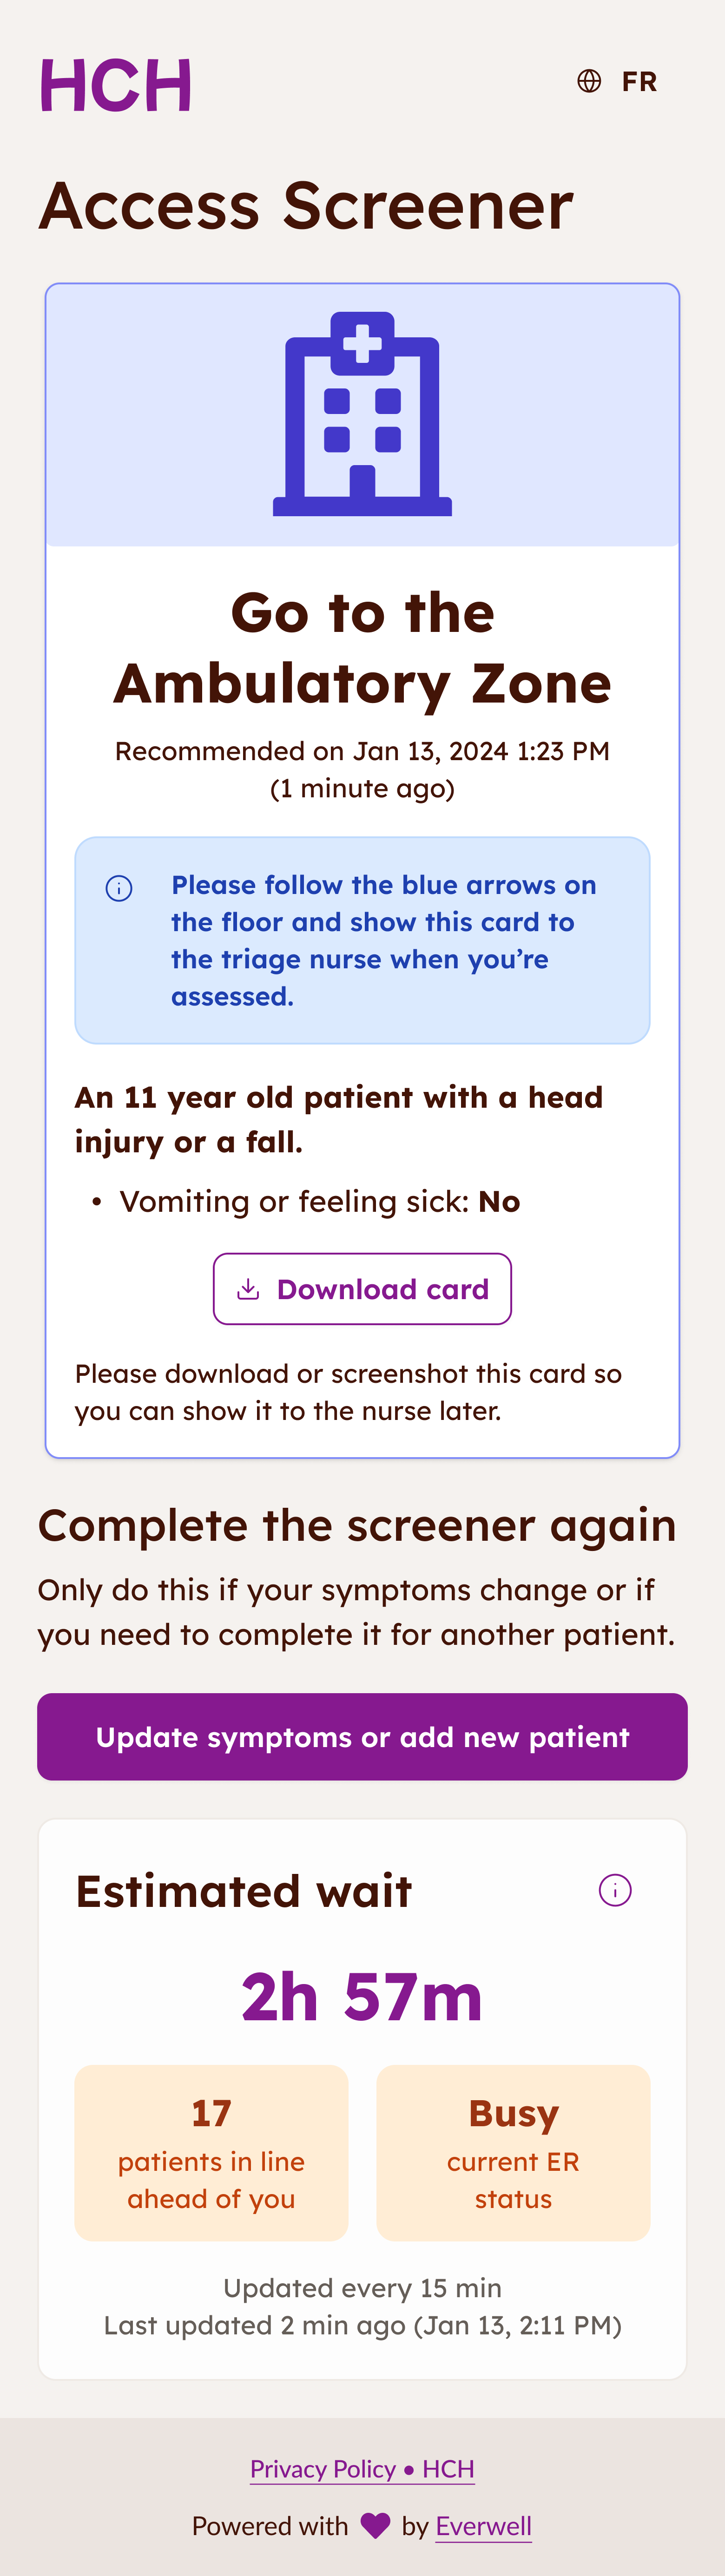 HCH
FR
Access Screener
Go to the
Ambulatory Zone
Recommended on Jan 13, 2024 1:23 PM
(1 minute ago)
Please follow the blue arrows on
the floor and show this card to
the triage nurse when you’re
assessed.
An 11 year old patient with a head
injury or a fall.
• Vomiting or feeling sick: No
Download card
Please download or screenshot this card so
you can show it to the nurse later.
Complete the screener again
Only do this if your symptoms change or if
you need to complete it for another patient.
Update symptoms or add new patient
Estimated wait
2h 57m
17
patients in line
ahead of you
Busy
current ER
status
Updated every 15 min
Last updated 2 min ago (Jan 13, 2:11 PM)
Privacy Policy • HCH
Powered with by Everwell